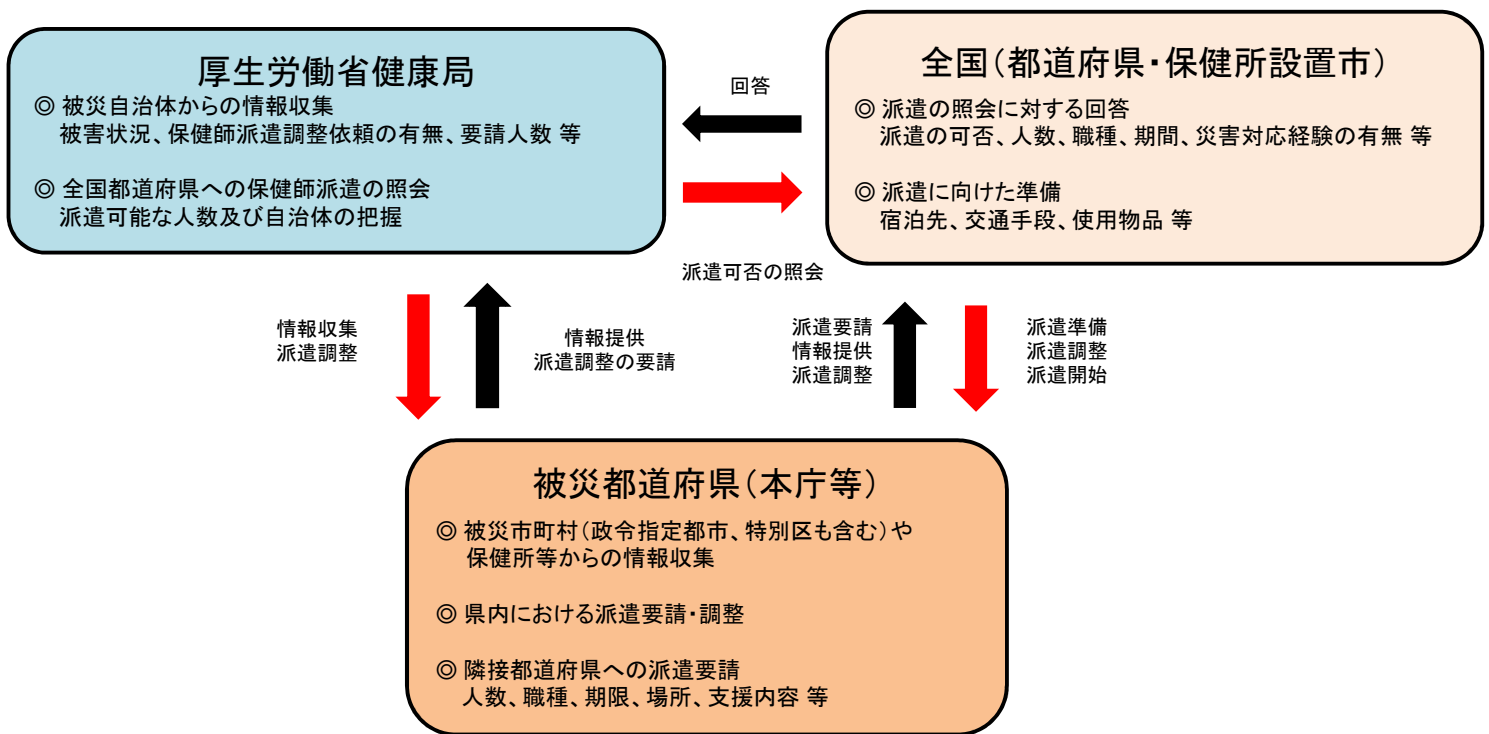 厚生労働省健康局
◎ 被災自治体からの情報収集
被害状況、保健師派遣調整依頼の有無、要請人数 等
◎ 全国都道府県への保健師派遣の照会
派遣可能な人数及び自治体の把握
回答
派遣可否の照会
全国(都道府県・保健所設置市)
◎ 派遣の照会に対する回答
派遣の可否、人数、職種、期間、災害対応経験の有無 等
◎ 派遣に向けた準備
宿泊先、交通手段、使用物品 等
情報収集
派遣調整
情報提供
派遣調整の要請
派遣要請
情報提供
派遣調整
派遣準備
派遣調整
派遣開始
被災都道府県(本庁等)
◎ 被災市町村(政令指定都市、特別区も含む)や
保健所等からの情報収集
◎ 県内における派遣要請・調整
◎ 隣接都道府県への派遣要請
人数、職種、期限、場所、支援内容 等